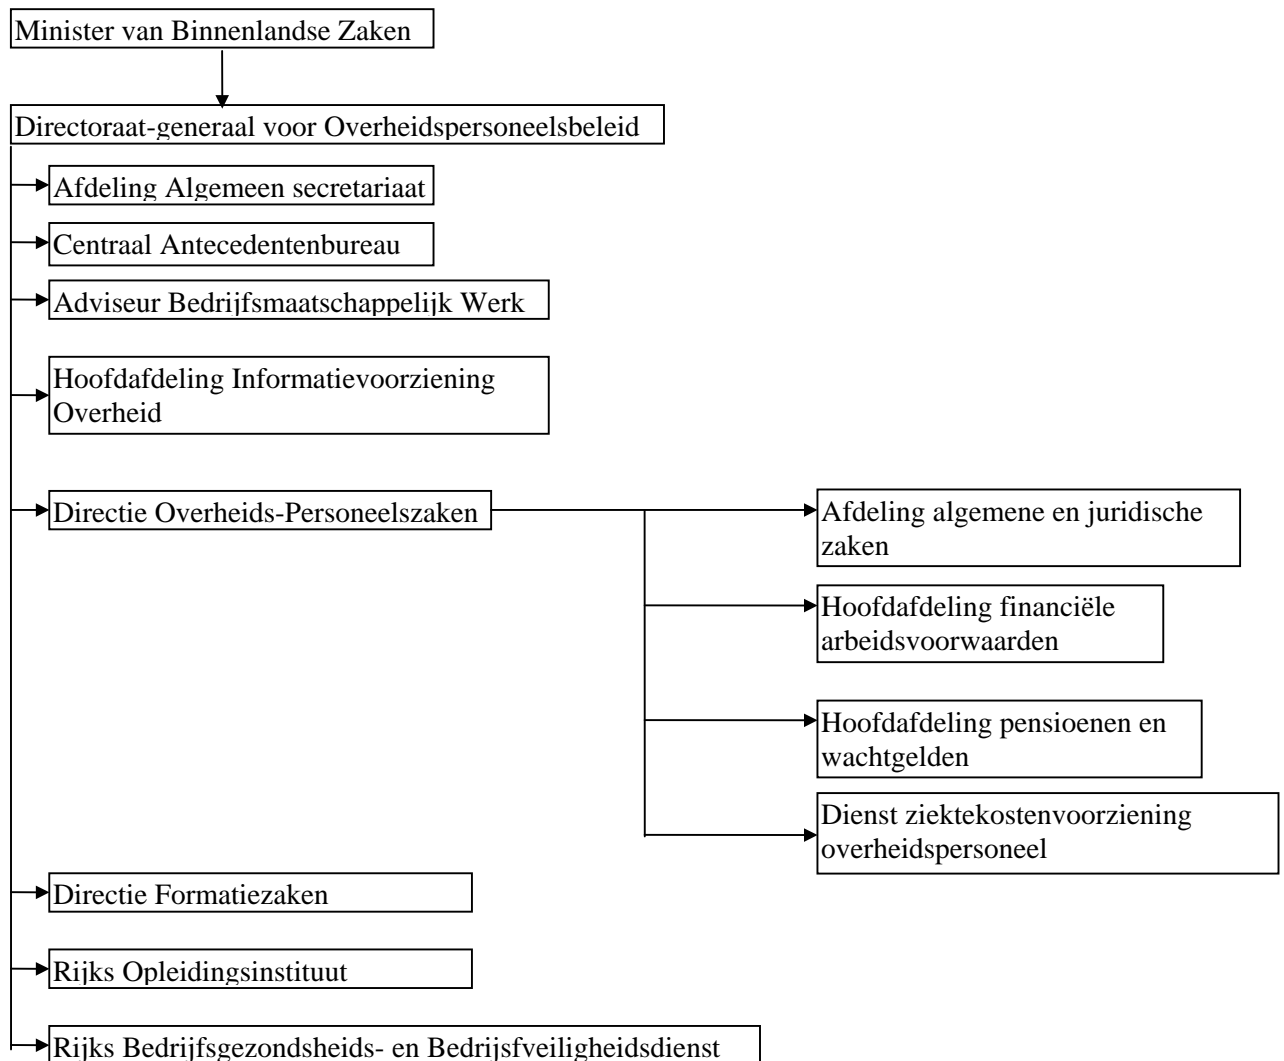 Minister van Binnenlandse Zaken
Directoraat-generaal voor Overheidspersoneelsbeleid
Afdeling Algemeen secretariaat
Centraal Antecedentenbureau
Adviseur Bedrijfsmaatschappelijk Werk
Hoofdafdeling Informatievoorziening
Overheid
Directie Overheids-Personeelszaken
Afdeling algemene en juridische
zaken
Hoofdafdeling financiële
arbeidsvoorwaarden
Hoofdafdeling pensioenen en
wachtgelden
Dienst ziektekostenvoorziening
overheidspersoneel
Directie Formatiezaken
Rijks Opleidingsinstituut
Rijks Bedrijfsgezondsheids- en Bedrijsfveiligheidsdienst